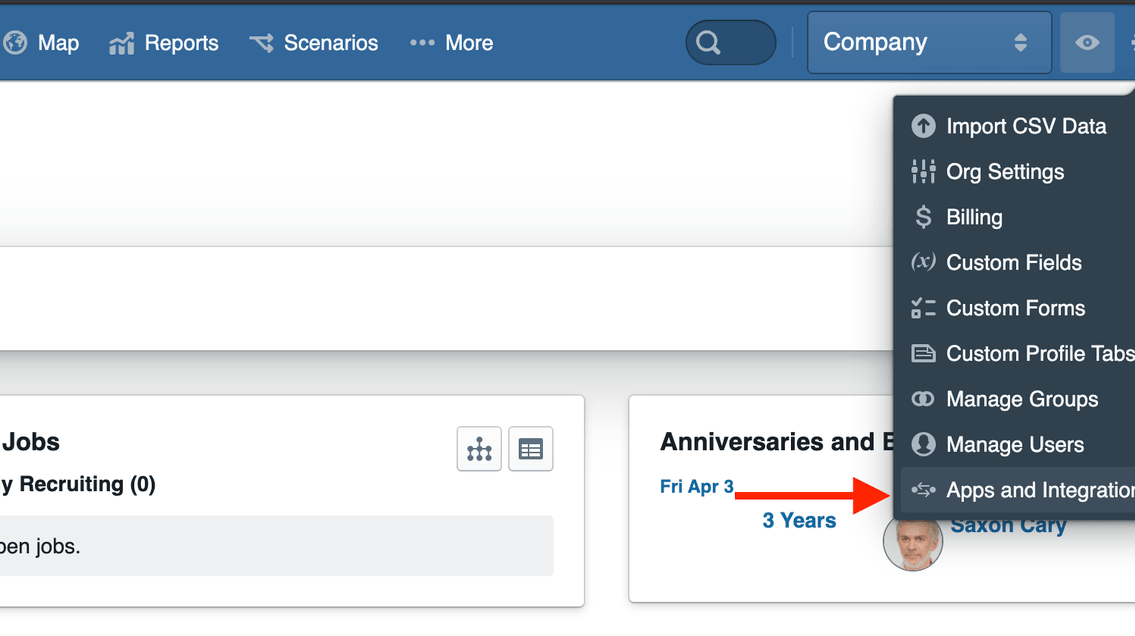 Map Reports Scenarios More Company
Import CSV Data
Org Settings
Billing
Custom Fields
Custom Forms
Custom Profile Tabs
Manage Groups
Manage Users
Apps and Integration
Jobs
y Recruiting (0)
pen jobs.
Anniversaries and
Fri Apr 3
3 Years
Saxon Cary